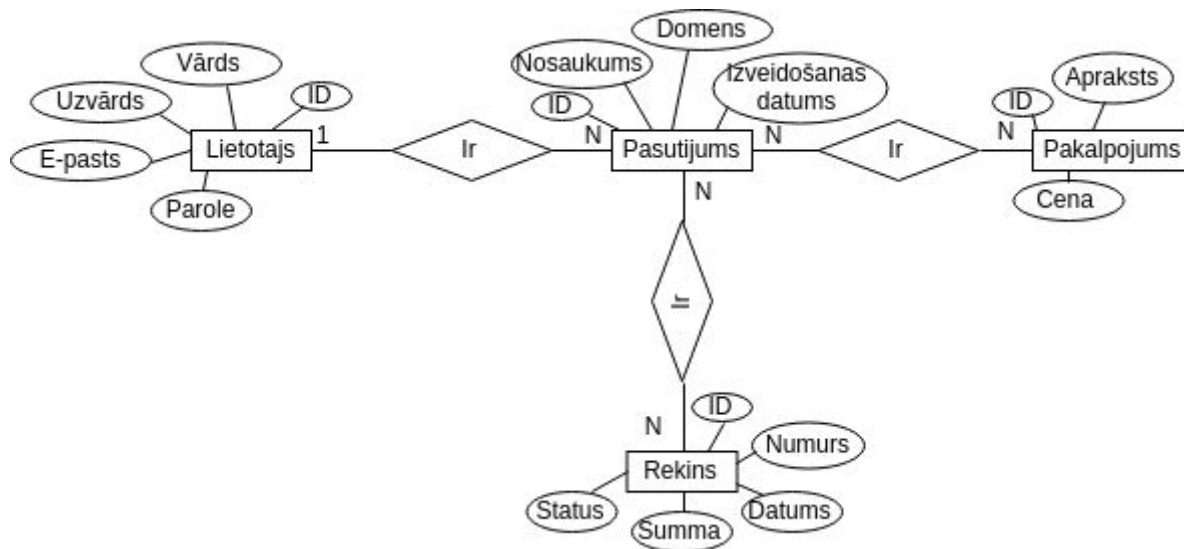 Domens
Vārds
Nosaukums
Izveidošanas
datums
Apraksts
Uzvārds
ID
ID
ID
1
N
N
N
E-pasts
Lietotajs
Ir
Pasutijums
Ir
Pakalpojums
Parole
N
Cena
Ir
ID
N
Numurs
Rekins
Status
Datums
Summa